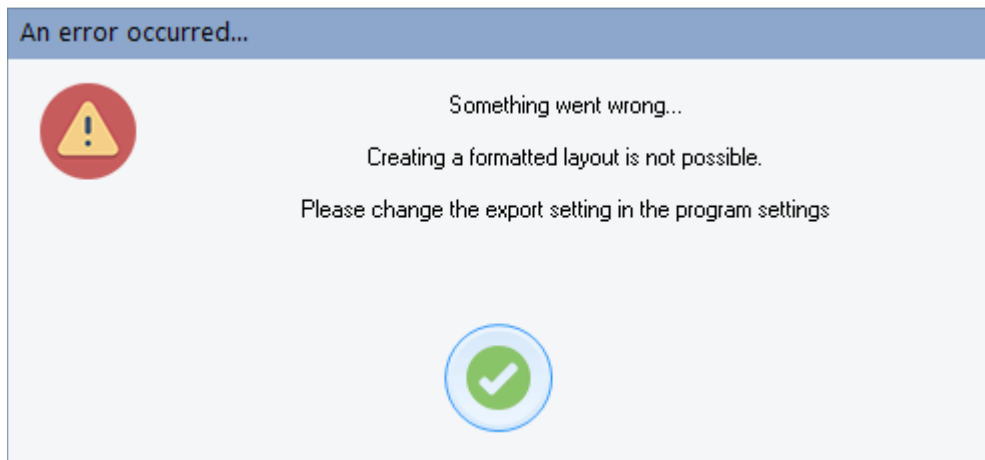 An error occurred...
Something went wrong...
Creating a formatted layout is not possible.
Please change the export setting in the program settings